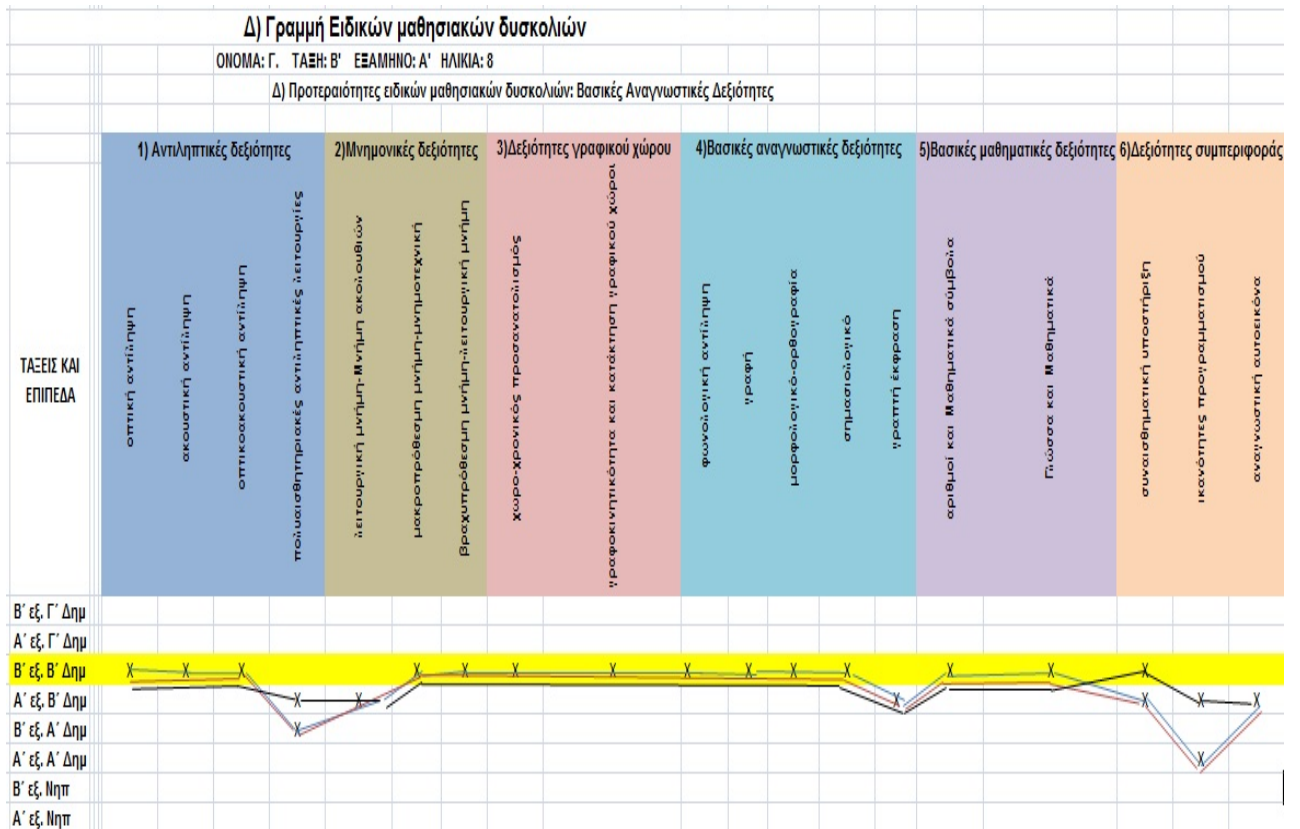 Δ) Γραμμή Ειδικών μαθησιακών δυσκολιών
ΟΝΟΜΑ: Γ. ΤΑΞΗ: Β' ΕΞΑΜΗΝΟ: Α' ΗΛΙΚΙΑ: 8
Δ) Προτεραιότητες ειδικών μαθησιακών δυσκολιών: Βασικές Αναγνωστικές Δεξιότητες
1) Αντιληπτικές δεξιότητες
2)Μνημονικές δεξιότητες
3)Δεξιότητες γραφικού χώρου
4)Βασικές αναγνωστικές δεξιότητες
5)Βασικές μαθηματικές δεξιότητες
6)Δεξιότητες συμπεριφοράς
ΤΑΞΕΙΣ ΚΑΙ
ΕΠΙΠΕΔΑ
οπτική αντίληψη
ακουστική αντίληψη
οπτικοακουστική αντίληψη
πολυαισθητηριακές αντιληπτικές λειτουργίες
λειτουργική μνήμη-Μνήμη ακολουθιών
μακροπρόθεσμη μνήμη-μνημοτεχνική
βραχυπρόθεσμη μνήμη-λειτουργική μνήμη
χωρο-χρονικός προσανατολισμός
γραφοκινητικότητα και κατάκτηση γραφικού χώρου
φωνολογική αντίληψη
γραφή
μορφολογικό-ορθογραφία
σημασιολογικό
γραπτή έκφραση
αριθμοί και Μαθηματικά σύμβολα
Γλώσσα και Μαθηματικά
συναισθηματική υποστήριξη
ικανότητες προγραμματισμού
αναγνωστική αυτοεικόνα
Β΄ εξ. Γ΄ Δημ
Α΄ εξ. Γ΄ Δημ
Β΄ εξ. Β΄ Δημ
Α΄ εξ. Β΄ Δημ
Β΄ εξ. Α΄ Δημ
Α΄ εξ. Α΄ Δημ
Β΄ εξ. Νηπ
Α΄ εξ. Νηπ